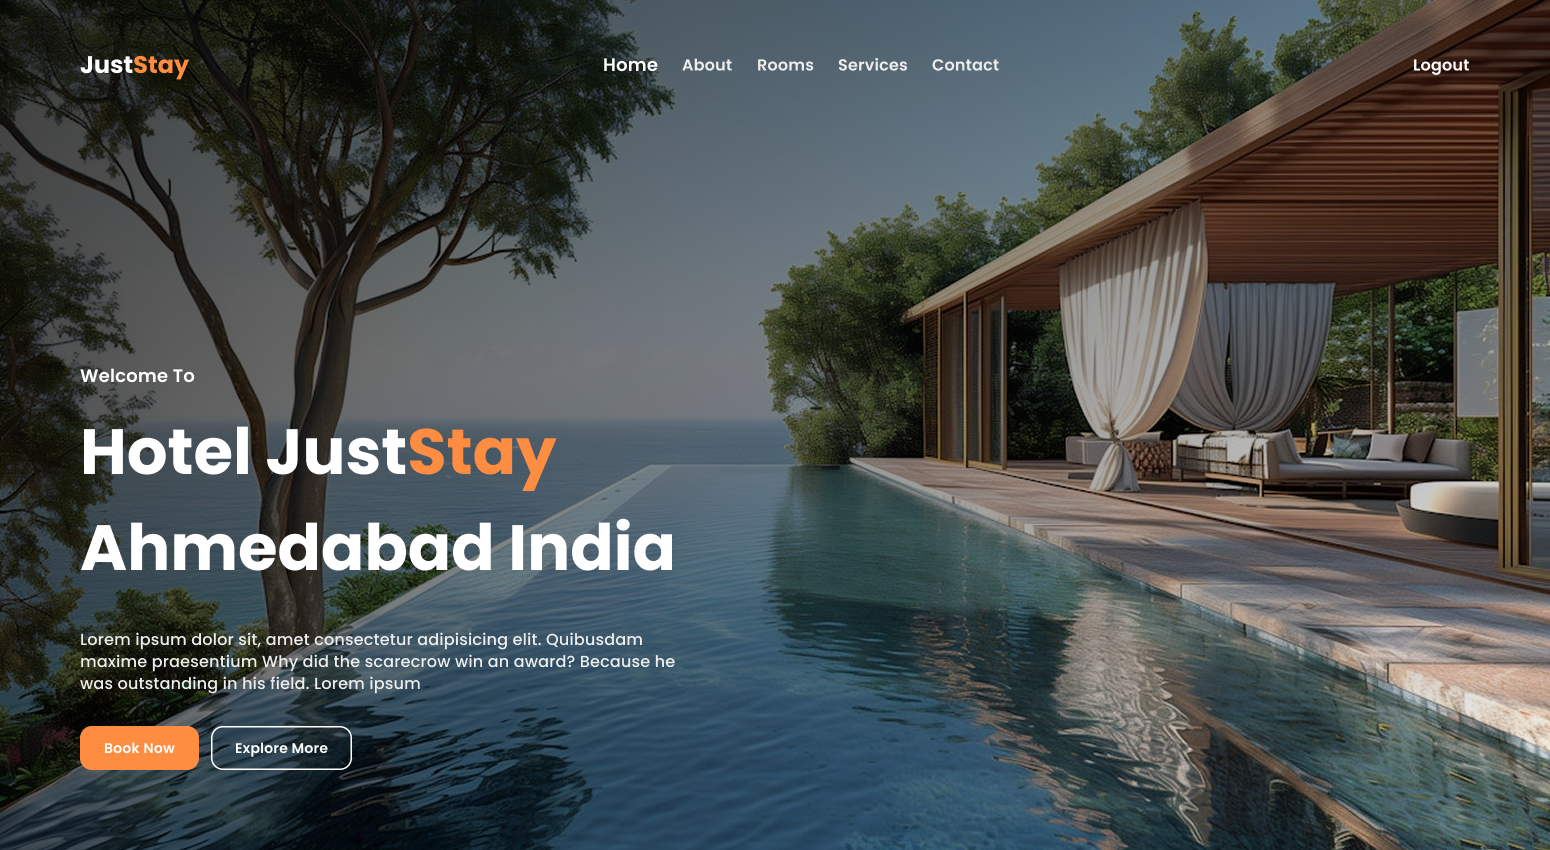 JustStay
Home About Rooms Services Contact
Logout
Welcome To
Hotel JustStay
Ahmedabad India
Lorem ipsum dolor sit, amet consectetur adipisicing elit. Quibusdam
maxime praesentium Why did the scarecrow win an award? Because he
was outstanding in his field. Lorem ipsum
Book Now
Explore More